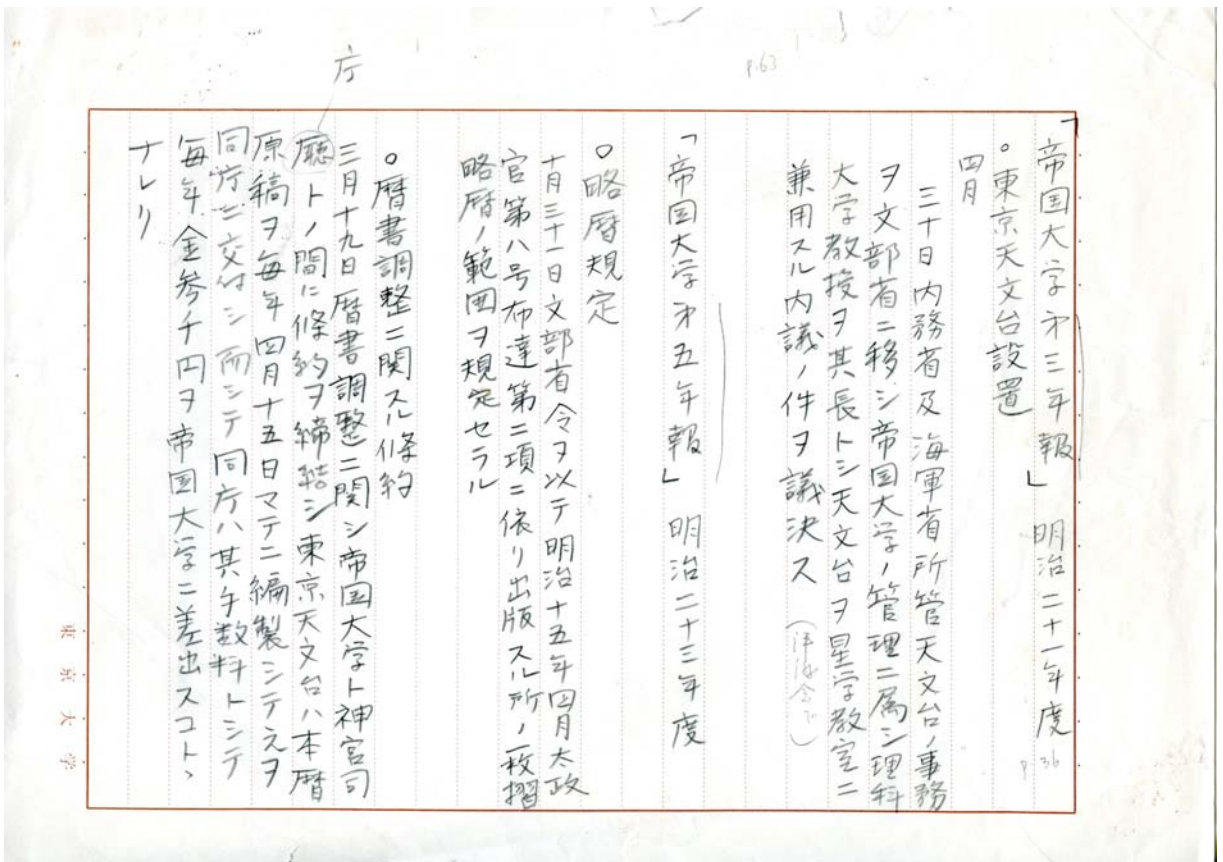 「帝国大学才三年報」 明治二十一年度 p.36
。東京天文台設置
四月
三十日内務省及海軍省所管天文台ノ事務
ヲ文部省ニ移シ帝国大学ノ管理ニ属シ理科
大学教授ヲ其長トシ天文台ヲ星学教室ニ
兼用スル内議ノ件ヲ議決ス
p.63
「帝国大学才五年報」 明治二十三年度
○略暦規定
十月三十一日文部省令ヲ以テ明治十五年四月太政
官第八号布達第二項ニ依リ出版スル所ノ一枚摺
略暦ノ範囲ヲ規定セラル
○暦書調整ニ関スル條約
三月十九日暦書調整ニ関シ帝国大学ト神宮司
庁
廳トノ間に條約ヲ締結シ東京天文台ハ本暦
原稿ヲ毎年四月十五日マテニ編製シテ之ヲ
同庁ニ交付シ而シテ同庁ハ其手数料トシテ
毎年金参千円ヲ帝国大学ニ差出スコトヽ
ナレリ
東京大学